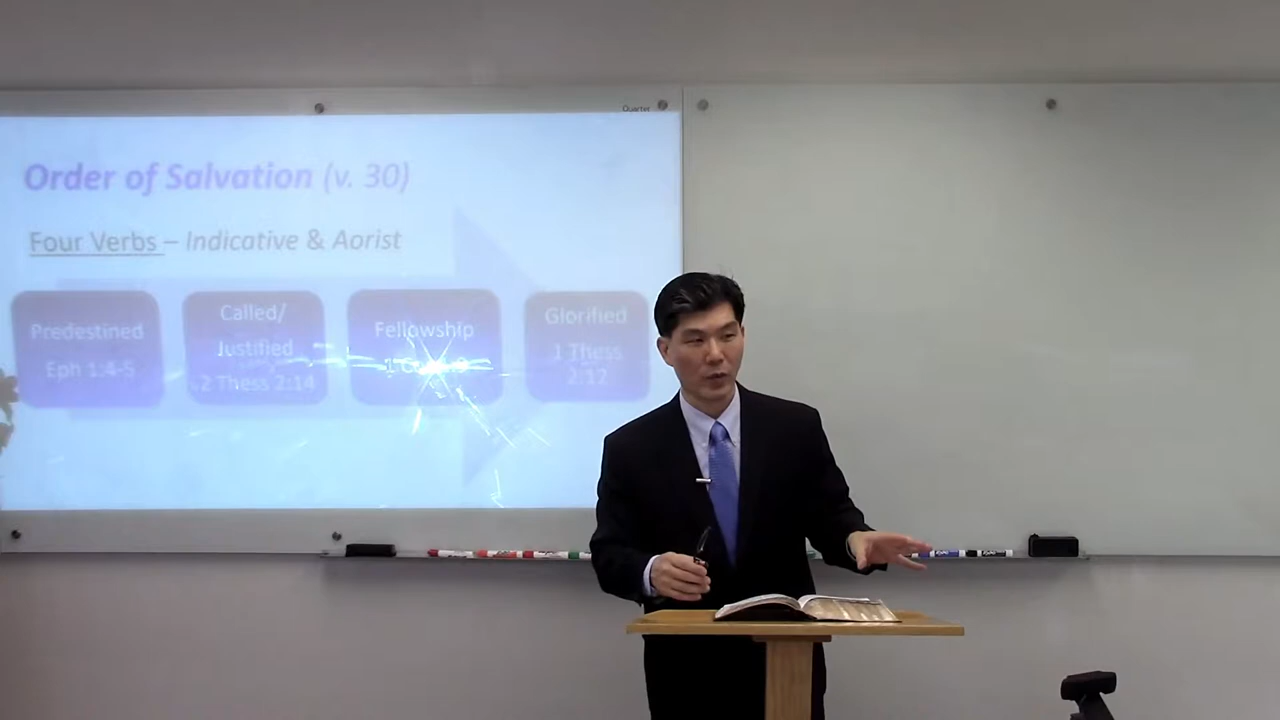 Quartet
Order of Salvation (v. 30)
Four Verbs – Indicative & Aorist
Predestined
Eph 1:4-5
Called/
Justified
2 Thess 2:14
Fellowship
Glorified
1 Thess
2:12